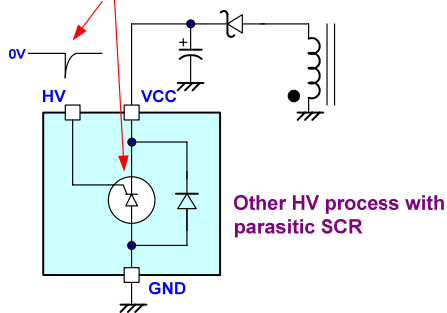 0V
HV
VCC
+
Other HV process with
parasitic SCR
GND